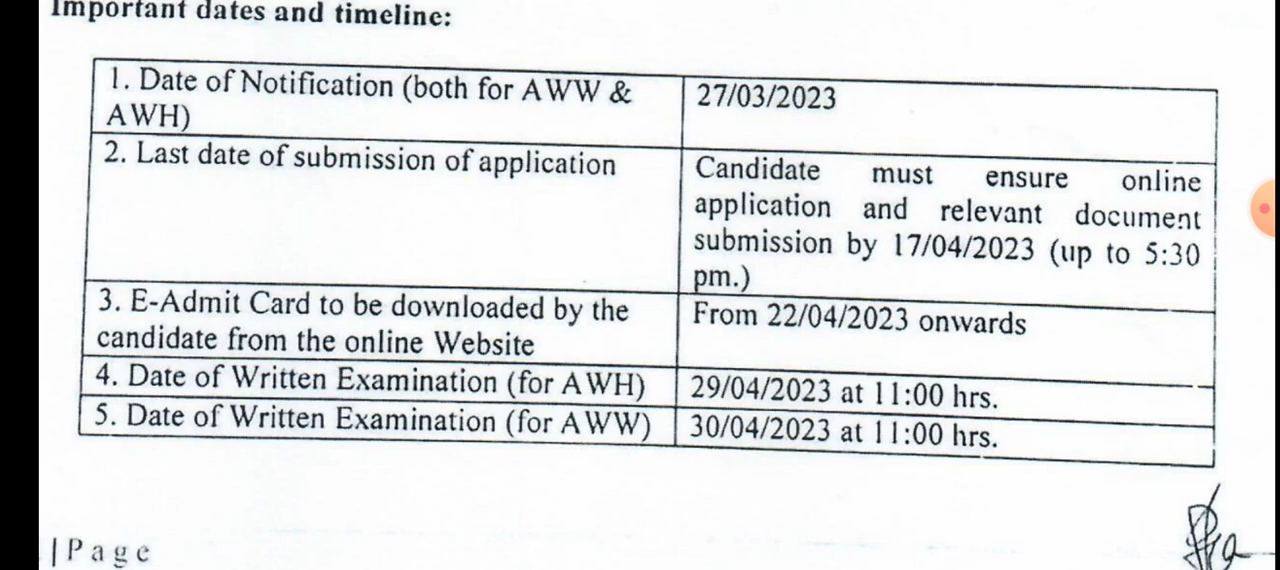 Important dates and timeline:
1. Date of Notification (both for AWW &
AWH)
27/03/2023
2. Last date of submission of application
Candidate must ensure online
application and relevant document
submission by 17/04/2023 (up to 5:30
pm.)
3. E-Admit Card to be downloaded by the
candidate from the online Website
From 22/04/2023 onwards
4. Date of Written Examination (for AWH)
29/04/2023 at 11:00 hrs.
5. Date of Written Examination (for AWW)
30/04/2023 at 11:00 hrs.
| Page